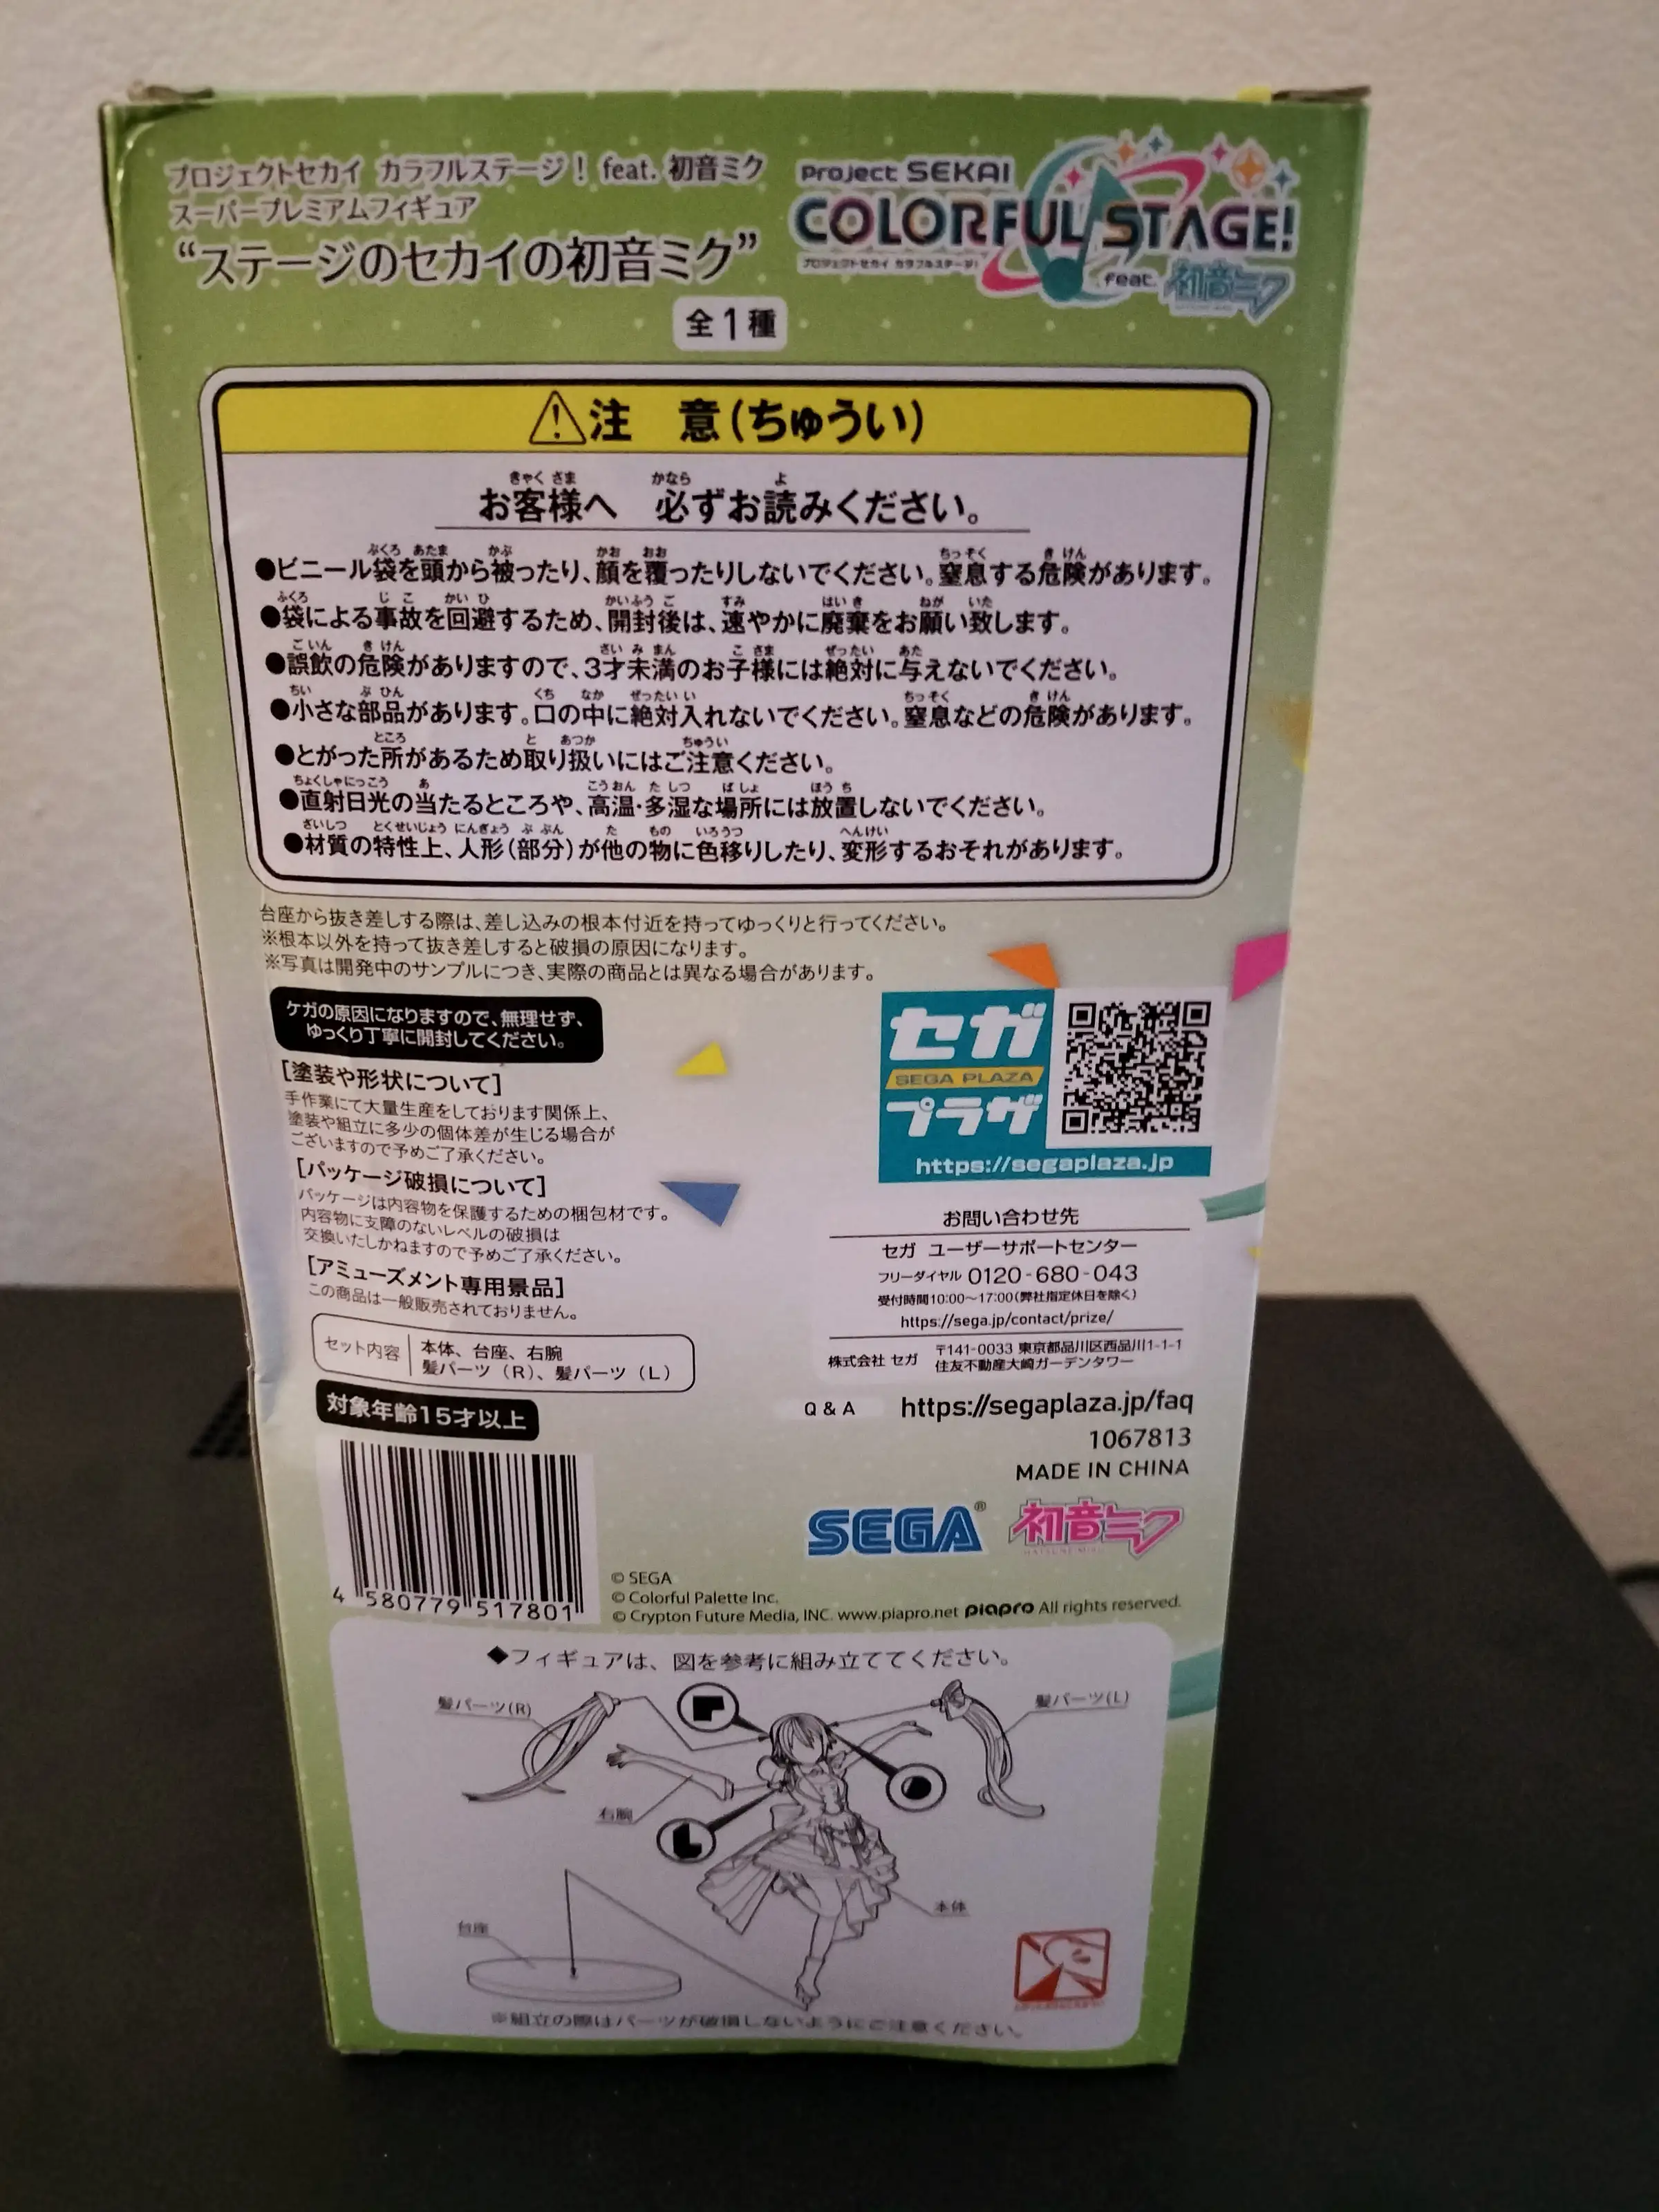 プロジェクトセカイ カラフルステージ！ feat. 初音ミク
スーパープレミアムフィギュア
“ステージのセカイの初音ミク”
Project SEKAI
COLORFUL STAGE!
プロジェクトセカイ カラフルステージ!
feat. 初音ミク
全1種
注 意(ちゅうい)
お客様へ 必ずお読みください。
●ビニール袋を頭から被ったり、顔を覆ったりしないでください。窒息する危険があります。
●袋による事故を回避するため、開封後は、速やかに廃棄をお願い致します。
●誤飲の危険がありますので、3才未満のお子様には絶対に与えないでください。
●小さな部品があります。口の中に絶対入れないでください。窒息などの危険があります。
●とがった所があるため取り扱いにはご注意ください。
●直射日光の当たるところや、高温・多湿な場所には放置しないでください。
●材質の特性上、人形(部分)が他の物に色移りしたり、変形するおそれがあります。
台座から抜き差しする際は、差し込みの根本付近を持ってゆっくりと行ってください。
※根本以外を持って抜き差しすると破損の原因になります。
※写真は開発中のサンプルにつき、実際の商品とは異なる場合があります。
ケガの原因になりますので、無理せず、
ゆっくり丁寧に開封してください。
[塗装や形状について]
手作業にて大量生産をしております関係上、
塗装や組立に多少の個体差が生じる場合が
ございますので予めご了承ください。
[パッケージ破損について]
パッケージは内容物を保護するための梱包材です。
内容物に支障のないレベルの破損は
交換いたしかねますので予めご了承ください。
[アミューズメント専用景品]
この商品は一般販売されておりません。
セット内容
本体、台座、右腕
髪パーツ（R）、髪パーツ（L）
対象年齢15才以上
4 580779 517801
セガ
SEGA PLAZA
プラザ
https://segaplaza.jp
お問い合わせ先
セガ ユーザーサポートセンター
フリーダイヤル 0120-680-043
受付時間10:00～17:00(弊社指定休日を除く)
https://sega.jp/contact/prize/
株式会社 セガ
〒141-0033 東京都品川区西品川1-1-1
住友不動産大崎ガーデンタワー
Q & A https://segaplaza.jp/faq
1067813
MADE IN CHINA
SEGA®
初音ミク
© SEGA
© Colorful Palette Inc.
© Crypton Future Media, INC. www.piapro.net piapro All rights reserved.
◆フィギュアは、図を参考に組み立ててください。
髪パーツ(R)
髪パーツ(L)
右腕
本体
台座
※組立の際はパーツが破損しないようにご注意ください。